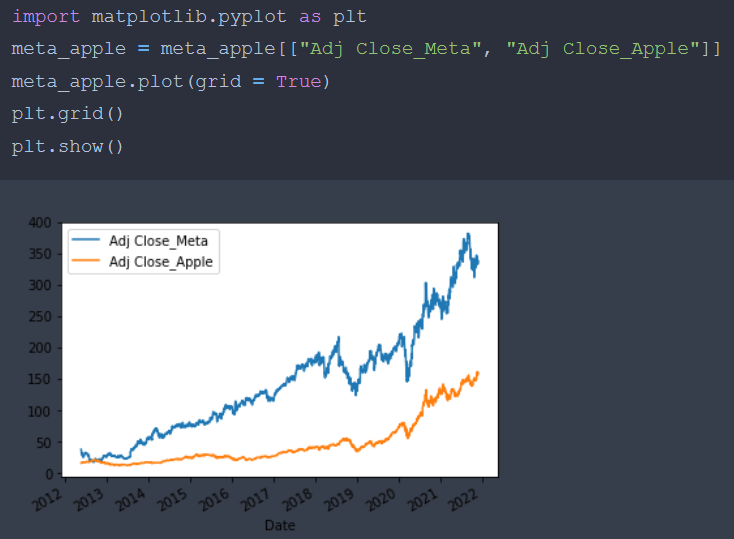 import matplotlib.pyplot as plt
meta_apple = meta_apple[["Adj Close_Meta", "Adj Close_Apple"]]
meta_apple.plot(grid = True)
plt.grid()
plt.show()
Adj Close_Meta
Adj Close_Apple
400
350
300
250
200
150
100
50
0
2012 2013 2014 2015 2016 2017 2018 2019 2020 2021 2022
Date